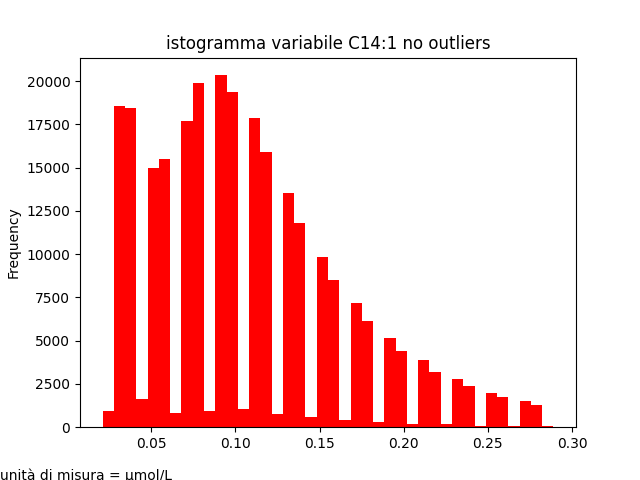 istogramma variabile C14:1 no outliers
20000
17500
15000
12500
10000
7500
5000
2500
0
Frequency
0.05 0.10 0.15 0.20 0.25 0.30
unità di misura = μmol/L